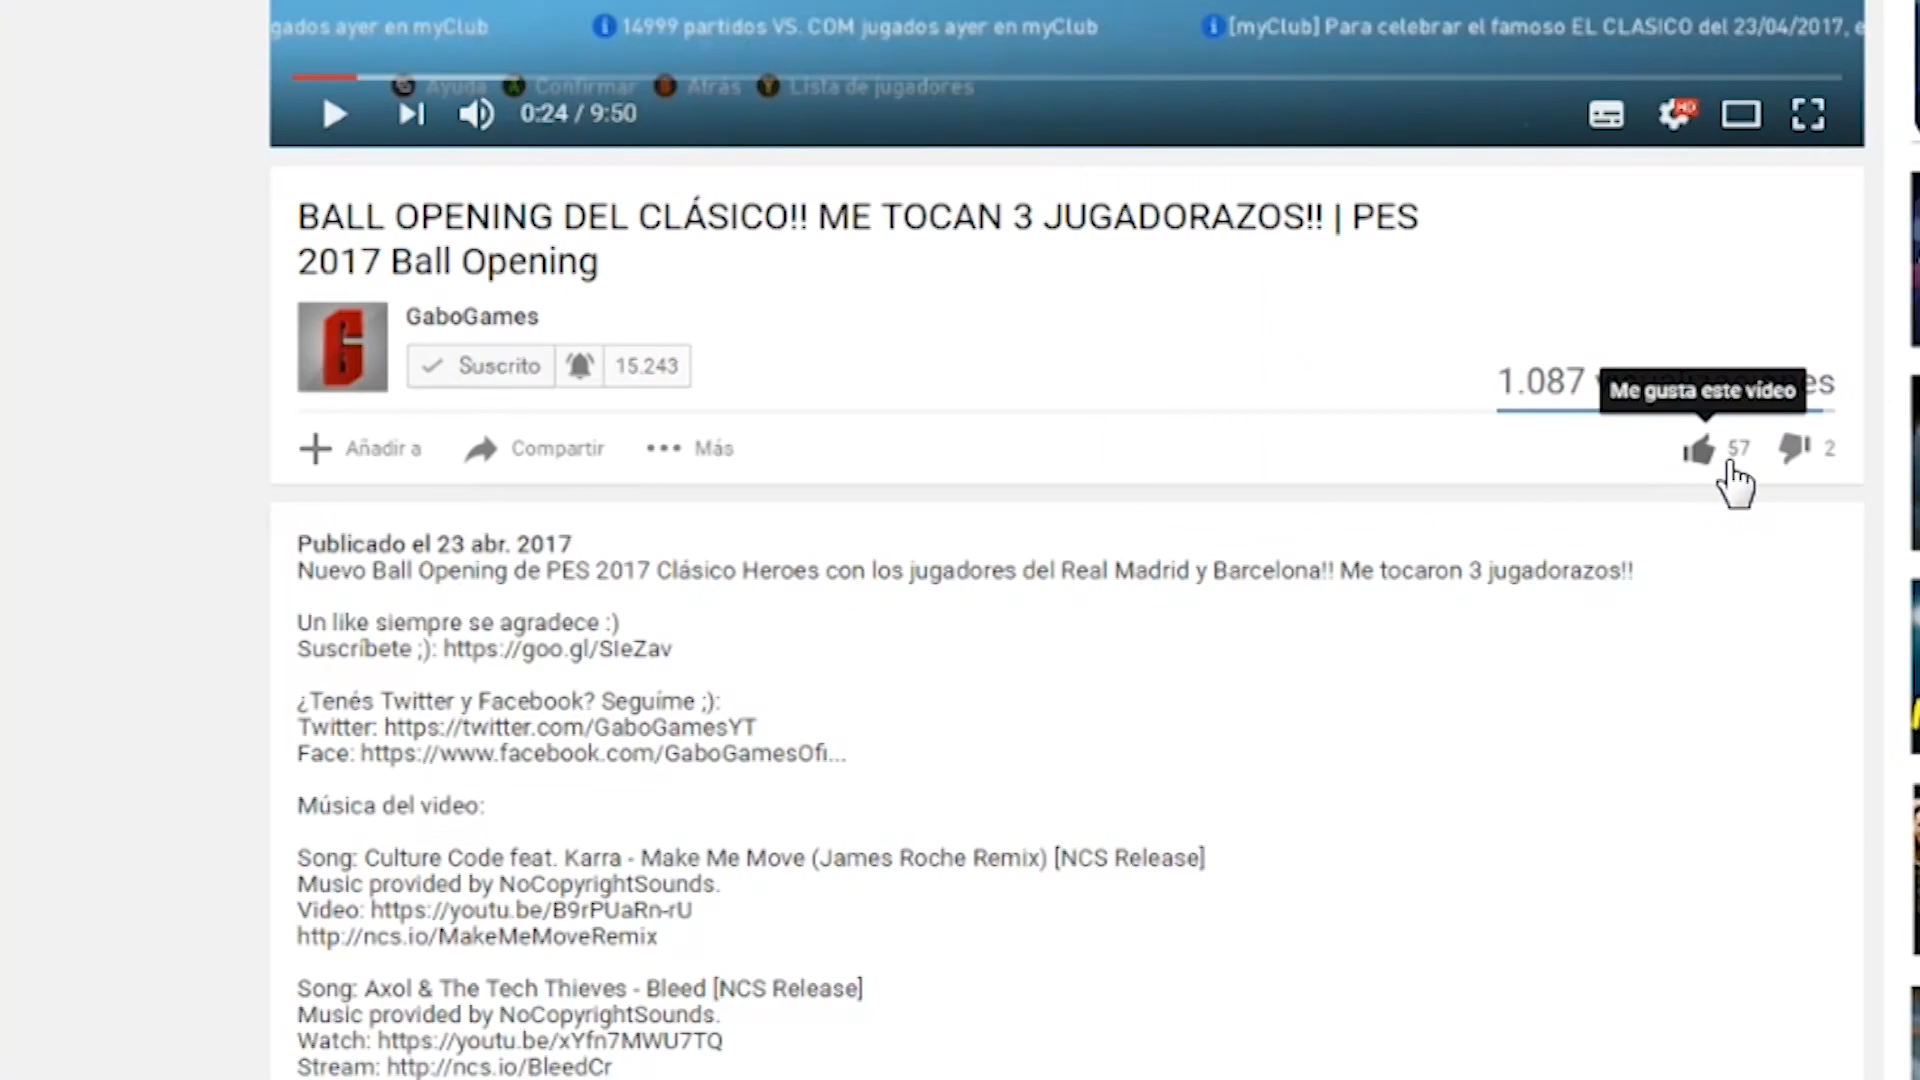 gados ayer en myClub
14999 partidos VS. COM jugados ayer en myClub
[myClub] Para celebrar el famoso EL CLASICO del 23/04/2017, e
Ayuda Confirmar Atrás Lista de jugadores
0:24 / 9:50
HD
BALL OPENING DEL CLÁSICO!! ME TOCAN 3 JUGADORAZOS!! | PES
2017 Ball Opening
G
GaboGames
Suscrito 15.243
1.087
Me gusta este vídeo
Añadir a Compartir Más
57 2
Publicado el 23 abr. 2017
Nuevo Ball Opening de PES 2017 Clásico Heroes con los jugadores del Real Madrid y Barcelona!! Me tocaron 3 jugadorazos!!
Un like siempre se agradece :)
Suscríbete ;): https://goo.gl/SIeZav
¿Tenés Twitter y Facebook? Seguíme ;):
Twitter: https://twitter.com/GaboGamesYT
Face: https://www.facebook.com/GaboGamesOfi...
Música del video:
Song: Culture Code feat. Karra - Make Me Move (James Roche Remix) [NCS Release]
Music provided by NoCopyrightSounds.
Video: https://youtu.be/B9rPUaRn-rU
http://ncs.io/MakeMeMoveRemix
Song: Axol & The Tech Thieves - Bleed [NCS Release]
Music provided by NoCopyrightSounds.
Watch: https://youtu.be/xYfn7MWU7TQ
Stream: http://ncs.io/BleedCr